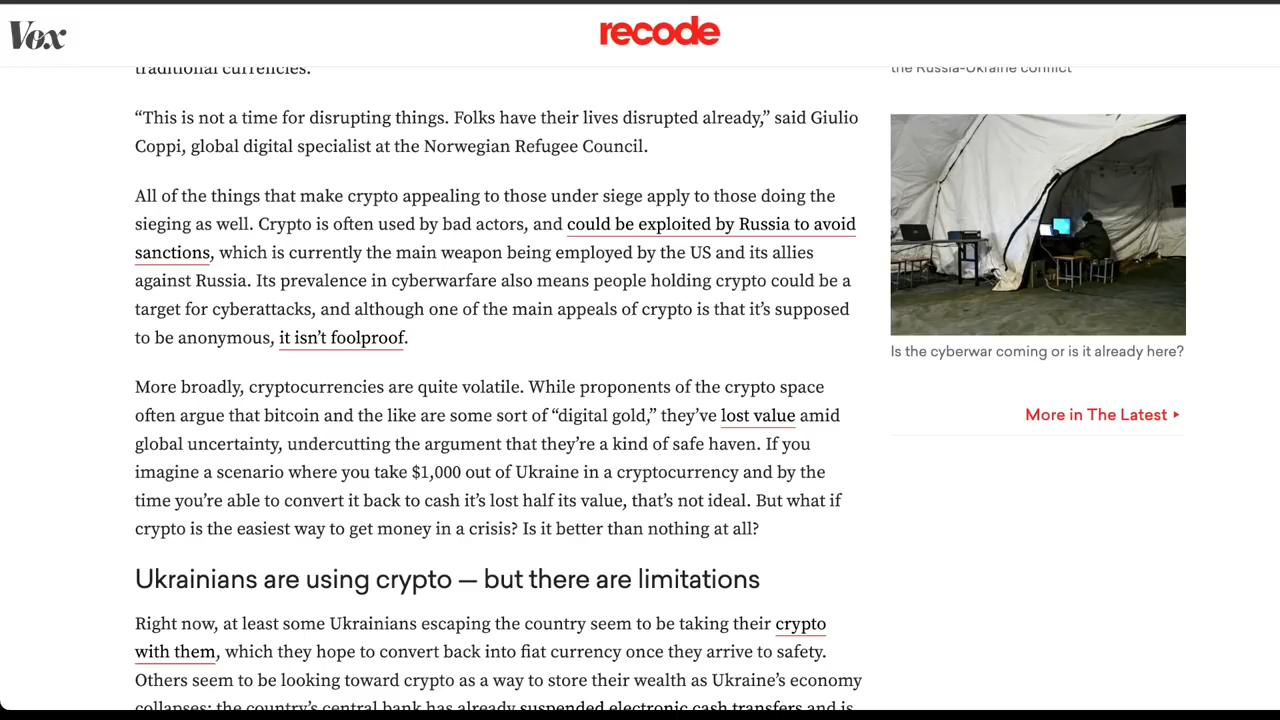 Vox
recode
traditional currencies.
“This is not a time for disrupting things. Folks have their lives disrupted already,” said Giulio
Coppi, global digital specialist at the Norwegian Refugee Council.
All of the things that make crypto appealing to those under siege apply to those doing the
sieging as well. Crypto is often used by bad actors, and could be exploited by Russia to avoid
sanctions, which is currently the main weapon being employed by the US and its allies
against Russia. Its prevalence in cyberwarfare also means people holding crypto could be a
target for cyberattacks, and although one of the main appeals of crypto is that it’s supposed
to be anonymous, it isn’t foolproof.
More broadly, cryptocurrencies are quite volatile. While proponents of the crypto space
often argue that bitcoin and the like are some sort of “digital gold,” they’ve lost value amid
global uncertainty, undercutting the argument that they’re a kind of safe haven. If you
imagine a scenario where you take $1,000 out of Ukraine in a cryptocurrency and by the
time you’re able to convert it back to cash it’s lost half its value, that’s not ideal. But what if
crypto is the easiest way to get money in a crisis? Is it better than nothing at all?
Ukrainians are using crypto — but there are limitations
Right now, at least some Ukrainians escaping the country seem to be taking their crypto
with them, which they hope to convert back into fiat currency once they arrive to safety.
Others seem to be looking toward crypto as a way to store their wealth as Ukraine’s economy
collapses; the country’s central bank has already suspended electronic cash transfers and is
the Russia-Ukraine conflict
Is the cyberwar coming or is it already here?
More in The Latest